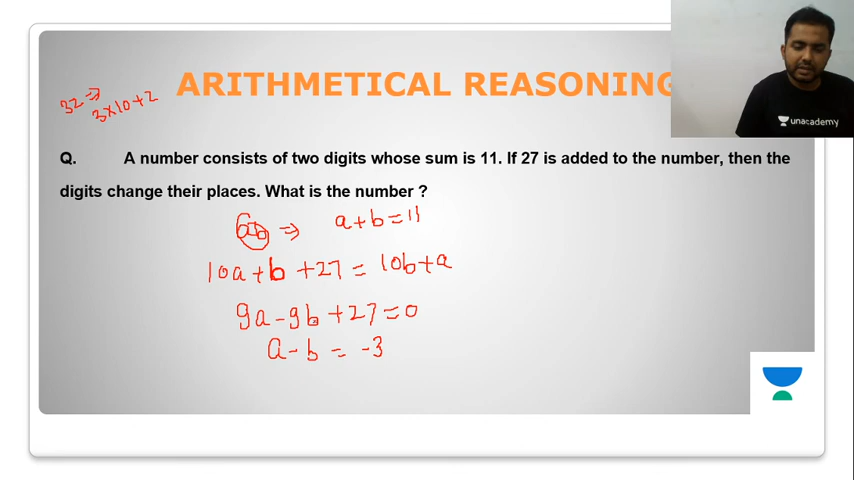 ARITHMETICAL REASONING
32 ⇒
3×10+2
unacademy
Q. A number consists of two digits whose sum is 11. If 27 is added to the number, then the
digits change their places. What is the number ?
⇒ a+b=11
10a+b +27 = 10b+a
9a-9b +27=0
a-b = -3